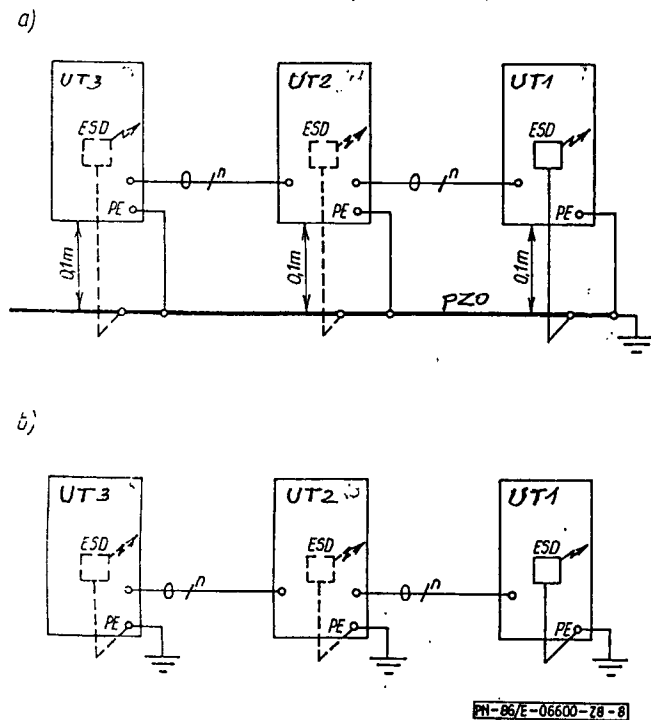 a)
UT3 UT2 UT1
ESD ESD ESD
n n
PE PE PE
0,1m 0,1m 0,1m
PZO
b)
UT3 UT2 UT1
ESD ESD ESD
n n
PE PE PE
PN-86/E-06600-28-8